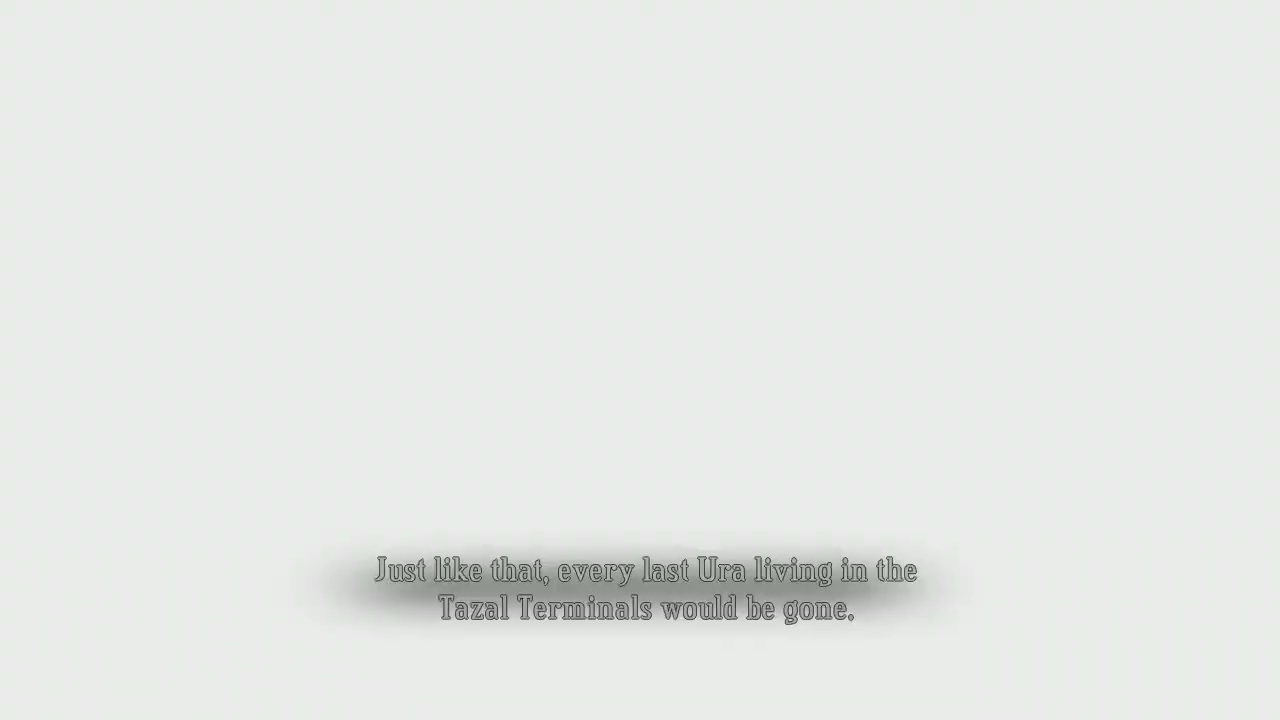 Just like that, every last Ura living in the
Tazal Terminals would be gone.